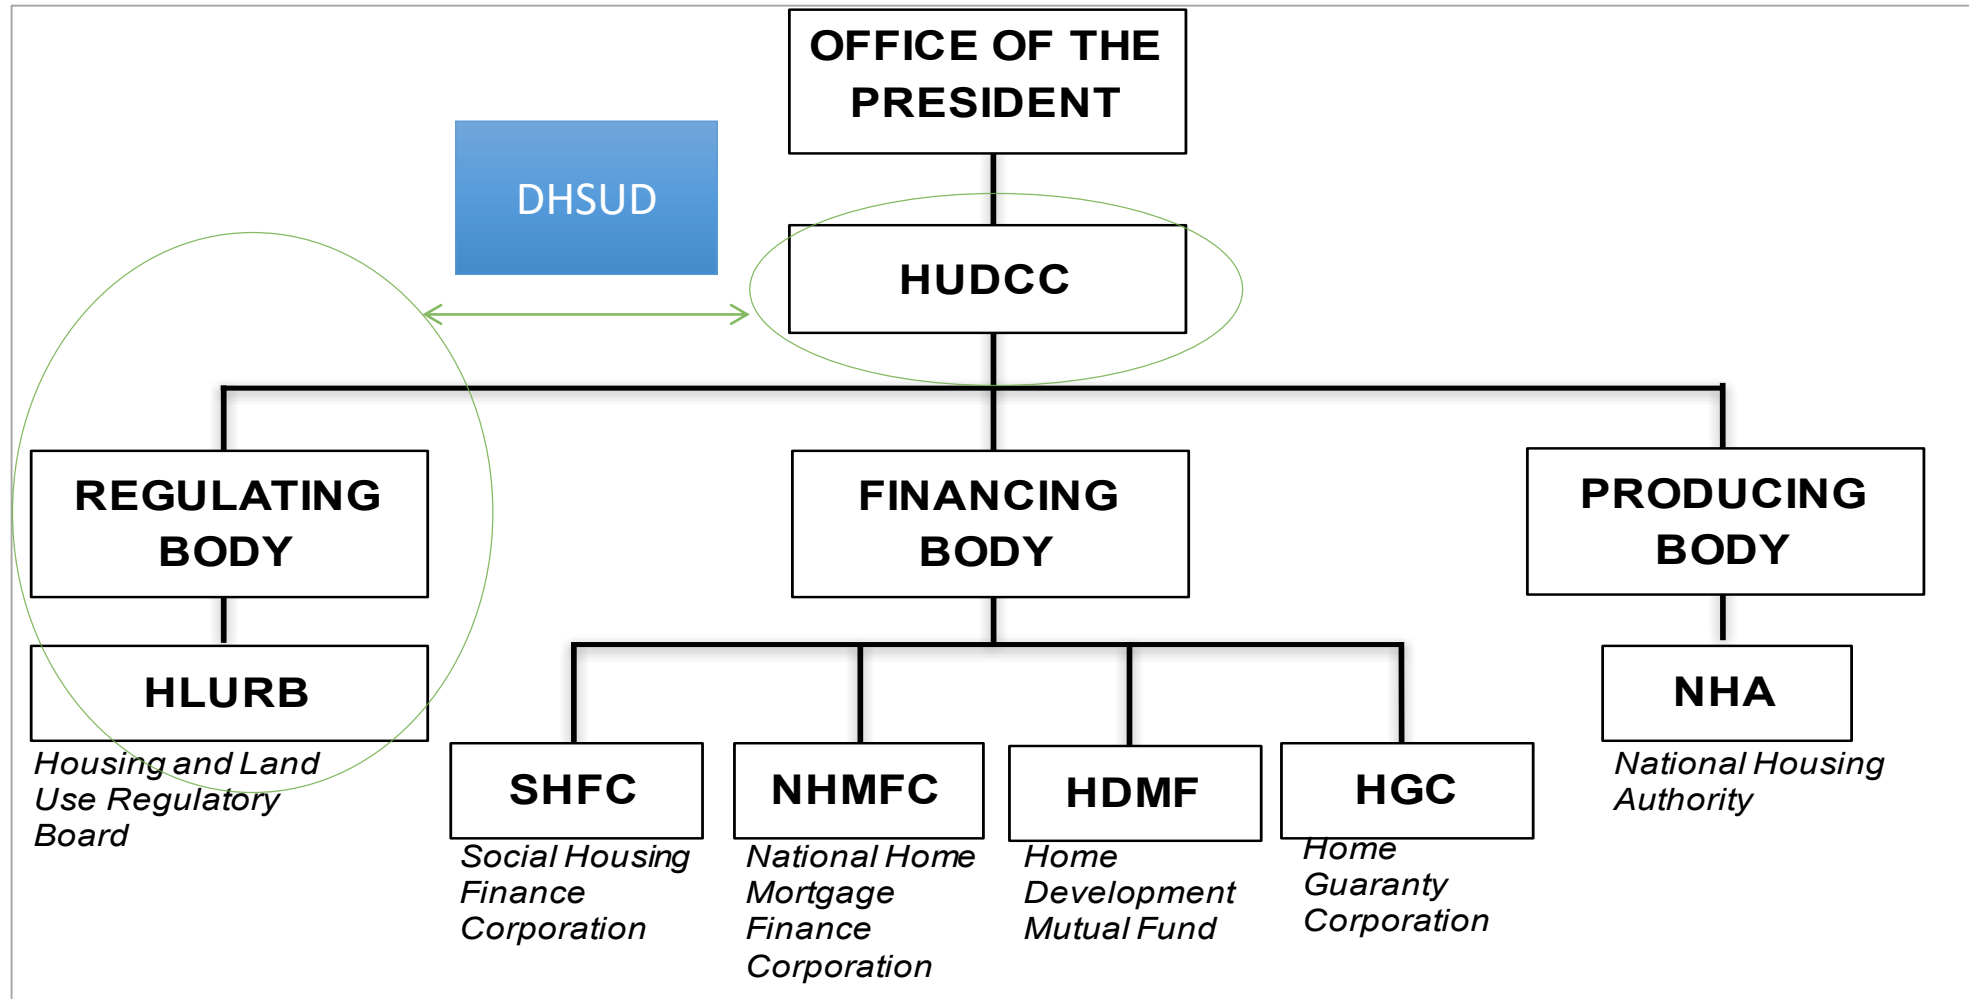 OFFICE OF THE
PRESIDENT
DHSUD
HUDCC
REGULATING
BODY
FINANCING
BODY
PRODUCING
BODY
HLURB
Housing and Land
Use Regulatory
Board
NHA
National Housing
Authority
SHFC
Social Housing
Finance
Corporation
NHMFC
National Home
Mortgage
Finance
Corporation
HDMF
Home
Development
Mutual Fund
HGC
Home
Guaranty
Corporation